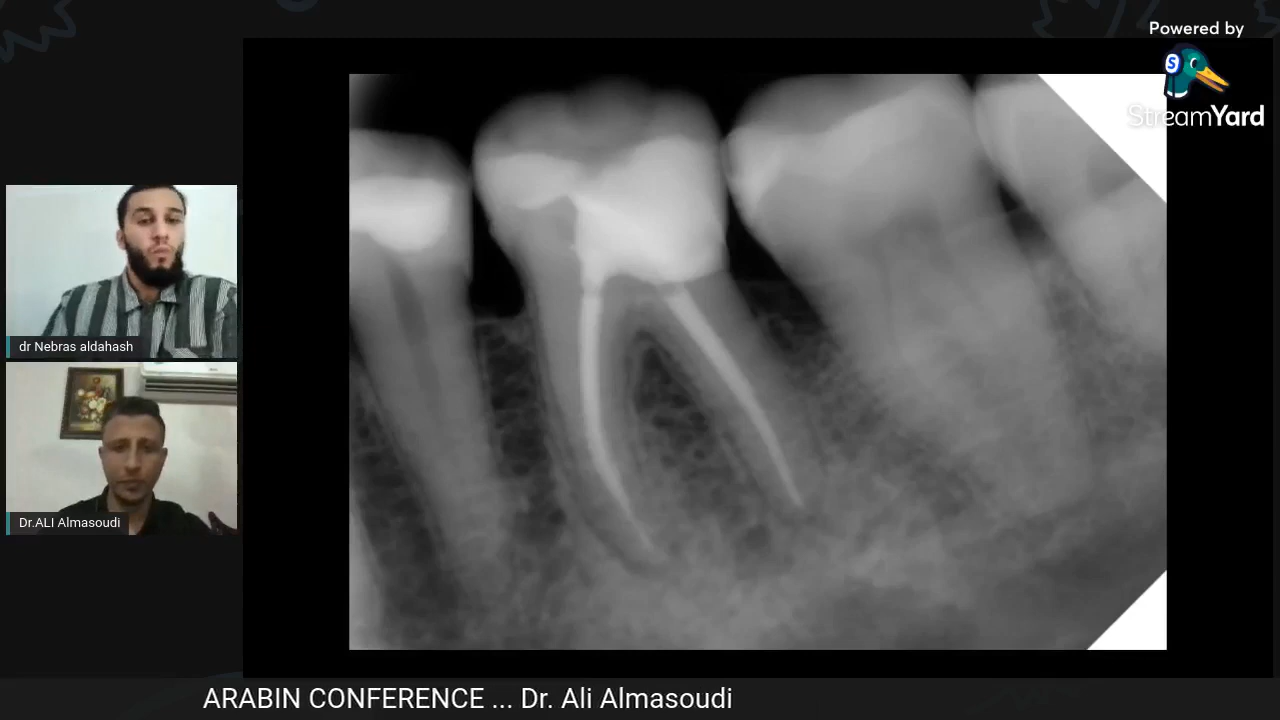 Powered by
S
StreamYard
dr Nebras aldahash
Dr.ALI Almasoudi
ARABIN CONFERENCE ... Dr. Ali Almasoudi